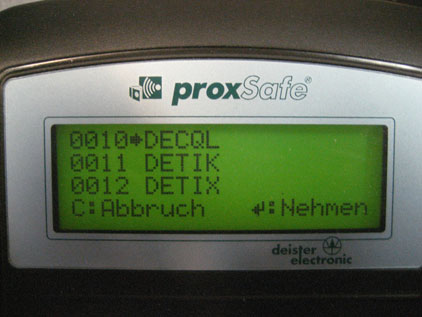 proxSafe®
0010→DECQL
0011 DETIK
0012 DETIX
C:Abbruch ↵:Nehmen
deister
electronic